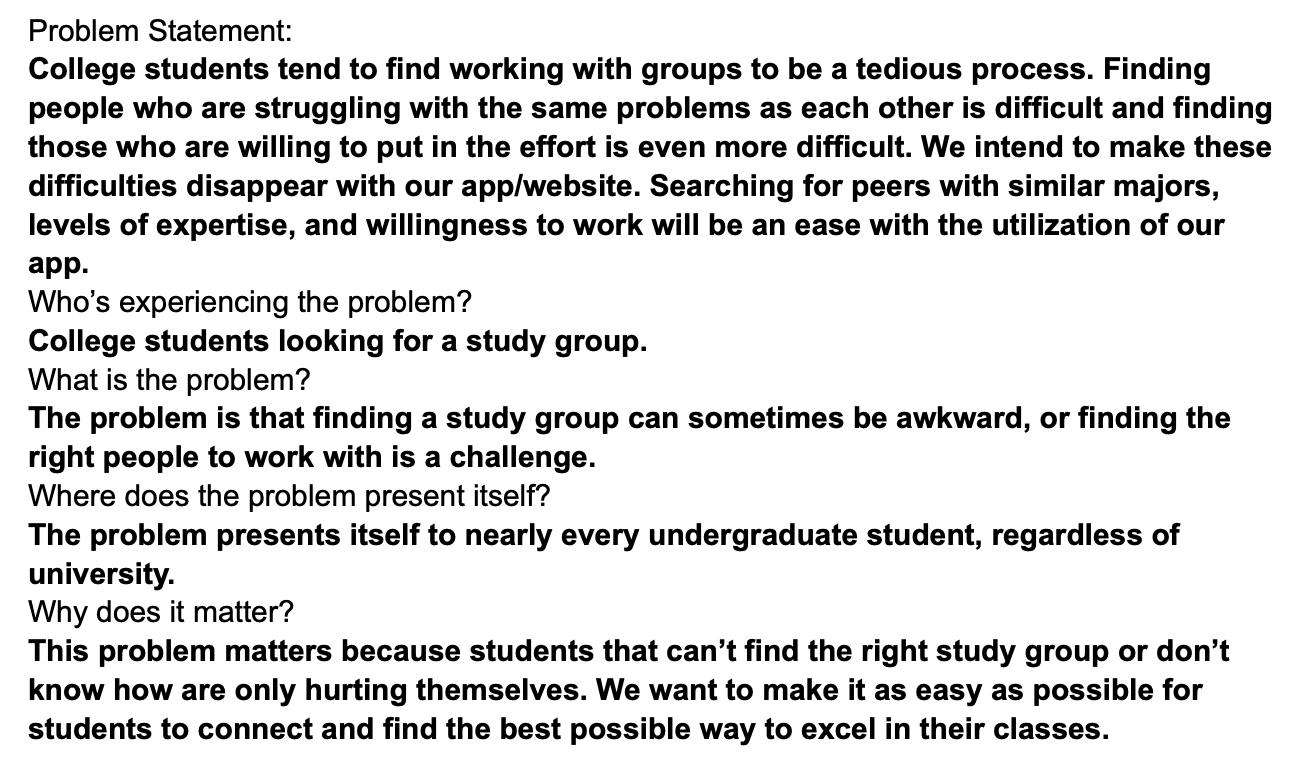 Problem Statement:
College students tend to find working with groups to be a tedious process. Finding
people who are struggling with the same problems as each other is difficult and finding
those who are willing to put in the effort is even more difficult. We intend to make these
difficulties disappear with our app/website. Searching for peers with similar majors,
levels of expertise, and willingness to work will be an ease with the utilization of our
app.
Who’s experiencing the problem?
College students looking for a study group.
What is the problem?
The problem is that finding a study group can sometimes be awkward, or finding the
right people to work with is a challenge.
Where does the problem present itself?
The problem presents itself to nearly every undergraduate student, regardless of
university.
Why does it matter?
This problem matters because students that can’t find the right study group or don’t
know how are only hurting themselves. We want to make it as easy as possible for
students to connect and find the best possible way to excel in their classes.